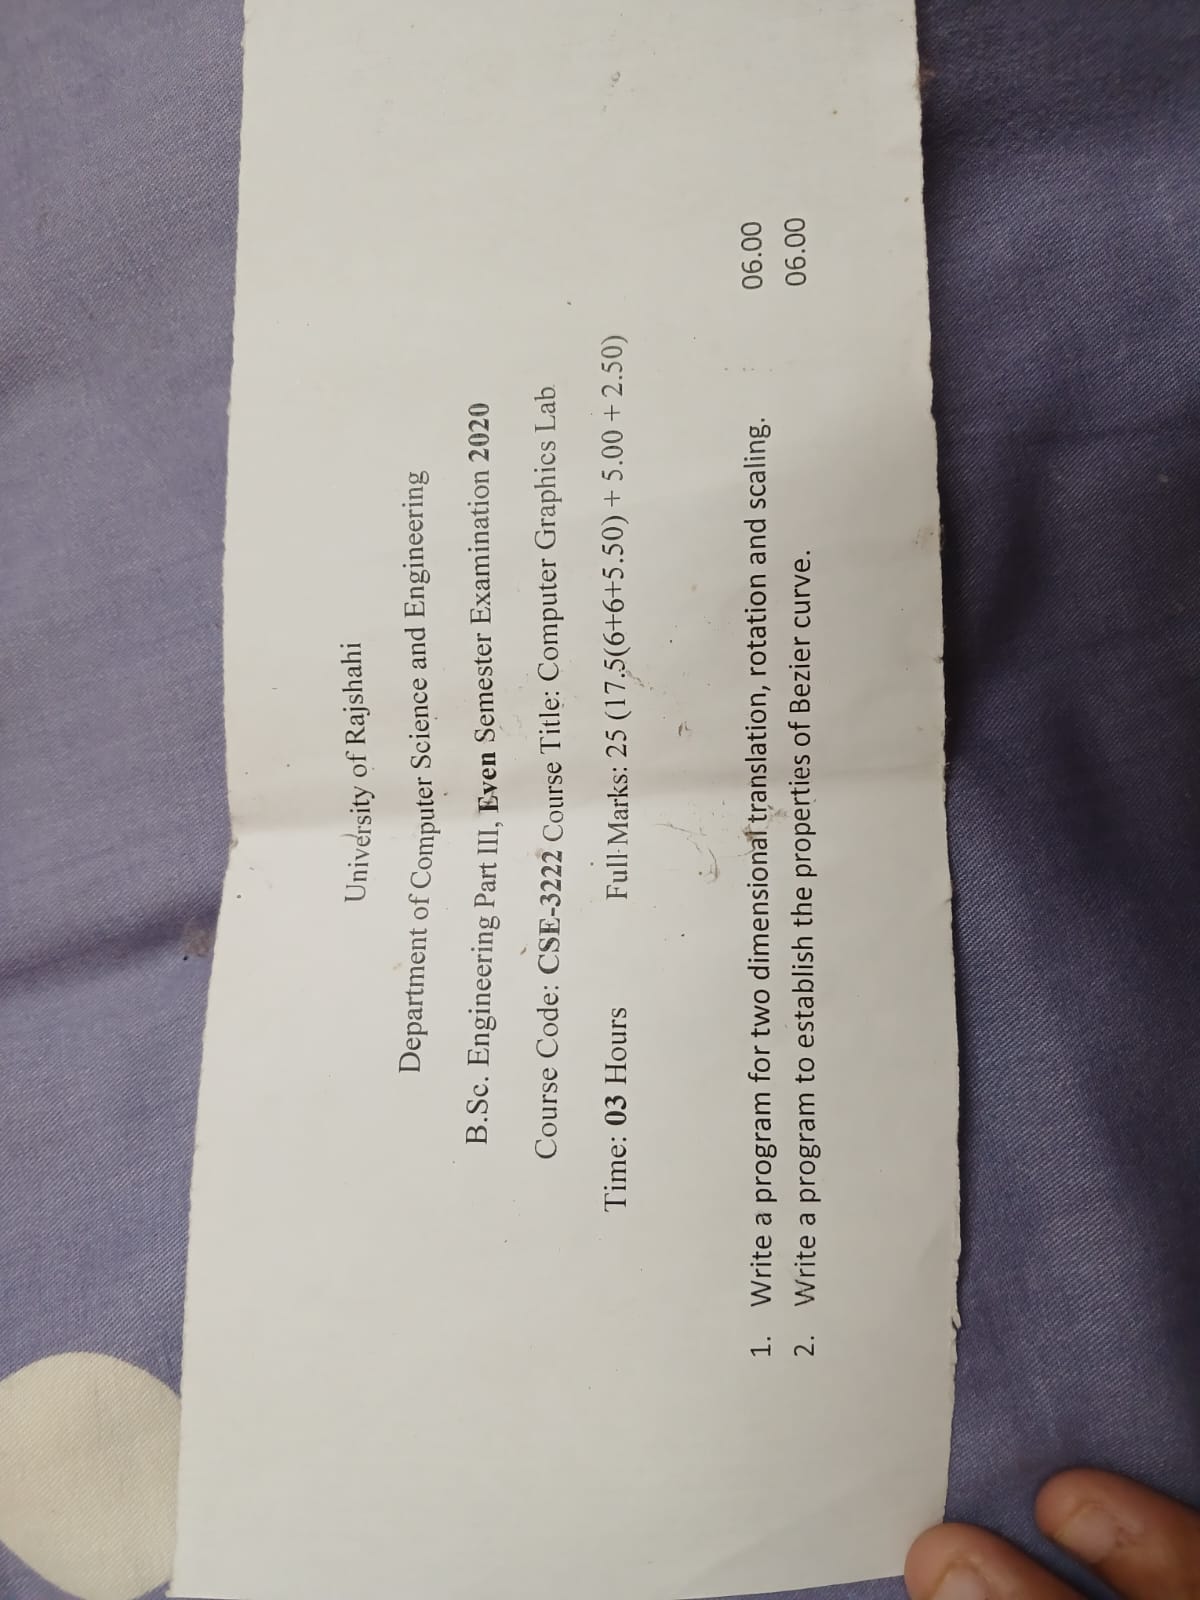 University of Rajshahi
Department of Computer Science and Engineering
B.Sc. Engineering Part III, Even Semester Examination 2020
Course Code: CSE-3222 Course Title: Computer Graphics Lab
Time: 03 Hours Full Marks: 25 (17.5(6+6+5.50) + 5.00 + 2.50)
1. Write a program for two dimensional translation, rotation and scaling. 06.00
2. Write a program to establish the properties of Bezier curve. 06.00